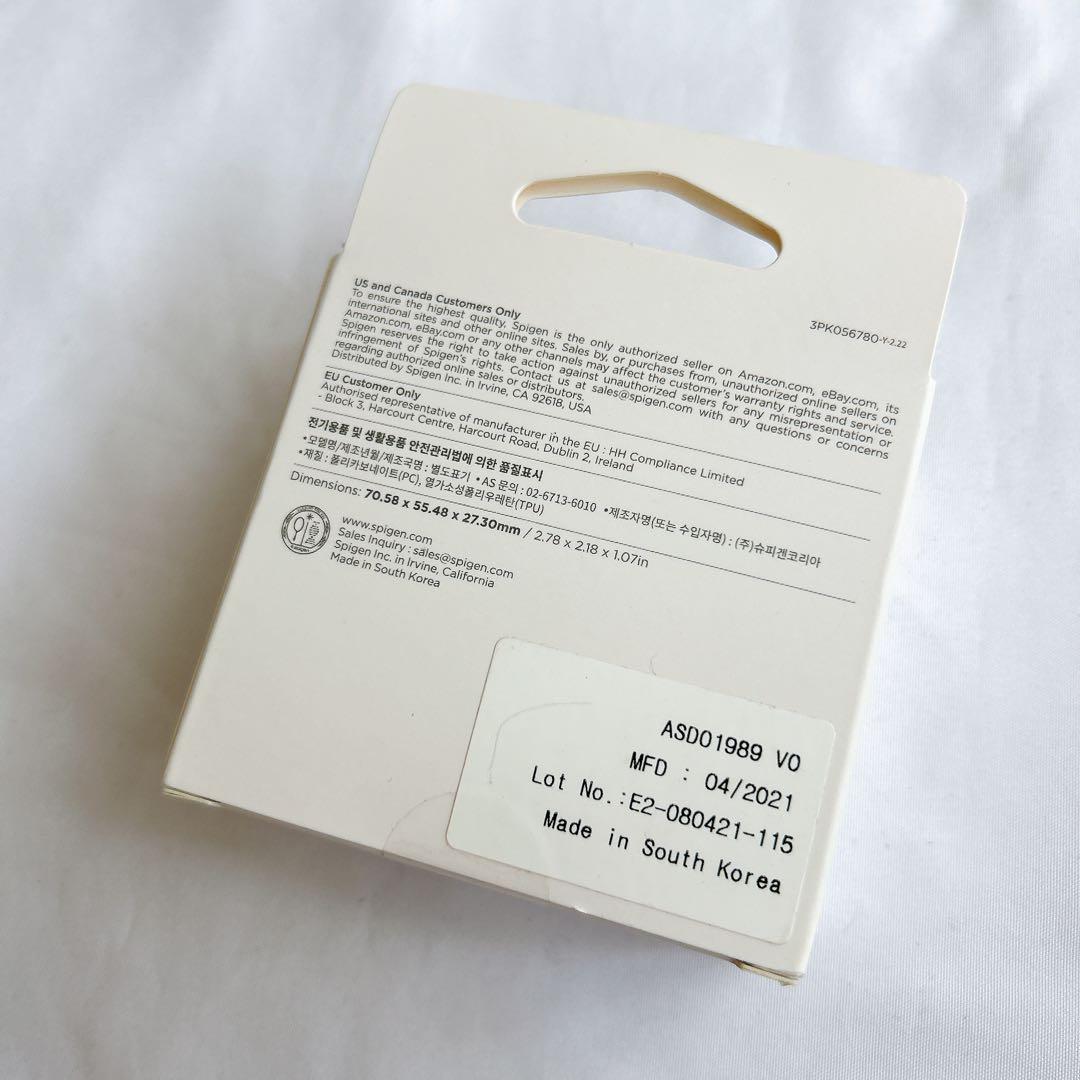 3PK056780-Y-2.22
US and Canada Customers Only
To ensure the highest quality, Spigen is the only authorized seller on Amazon.com, eBay.com, its
international sites and other online sites. Sales by, or purchases from, unauthorized online sellers on
Amazon.com, eBay.com or any other channels may affect the customer's warranty rights and service.
Spigen reserves the right to take action against unauthorized sellers for any misrepresentation or
infringement of Spigen's rights. Contact us at sales@spigen.com with any questions or concerns
regarding authorized online sales or distributors.
Distributed by Spigen Inc. in Irvine, CA 92618, USA
EU Customer Only
Authorised representative of manufacturer in the EU : HH Compliance Limited
- Block 3, Harcourt Centre, Harcourt Road, Dublin 2, Ireland
전기용품 및 생활용품 안전관리법에 의한 품질표시
•모델명/제조년월/제조국명 : 별도표기 •AS 문의 : 02-6713-6010 •제조자명(또는 수입자명) : (주)슈피겐코리아
•재질 : 폴리카보네이트(PC), 열가소성폴리우레탄(TPU)
Dimensions: 70.58 x 55.48 x 27.30mm / 2.78 x 2.18 x 1.07in
www.spigen.com
Sales Inquiry : sales@spigen.com
Spigen Inc. in Irvine, California
Made in South Korea
ASD01989 V0
MFD : 04/2021
Lot No.:E2-080421-115
Made in South Korea